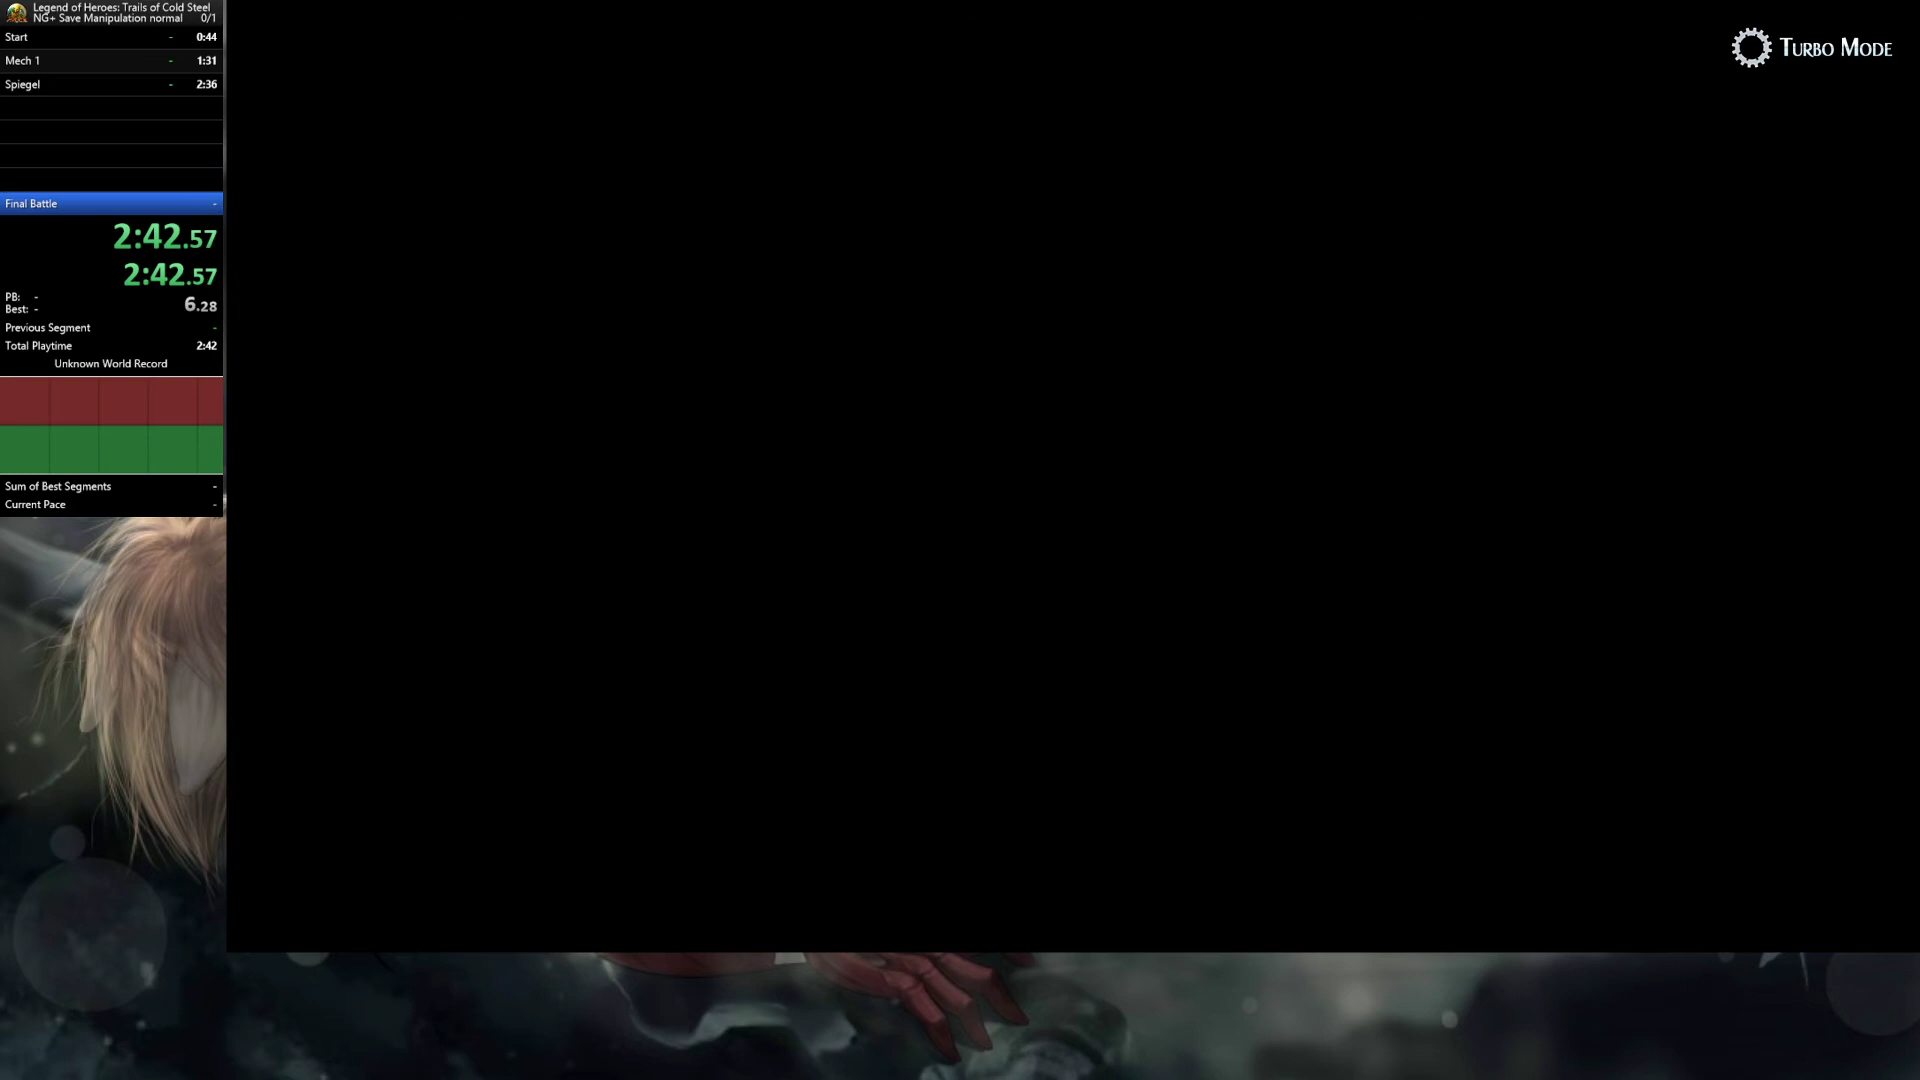 Legend of Heroes: Trails of Cold Steel
NG+ Save Manipulation normal 0/1
Start - 0:44
Mech 1 - 1:31
Spiegel - 2:36
Final Battle -
2:42.57
2:42.57
PB: -
Best: - 6.28
Previous Segment -
Total Playtime 2:42
Unknown World Record
Sum of Best Segments -
Current Pace -
Turbo Mode